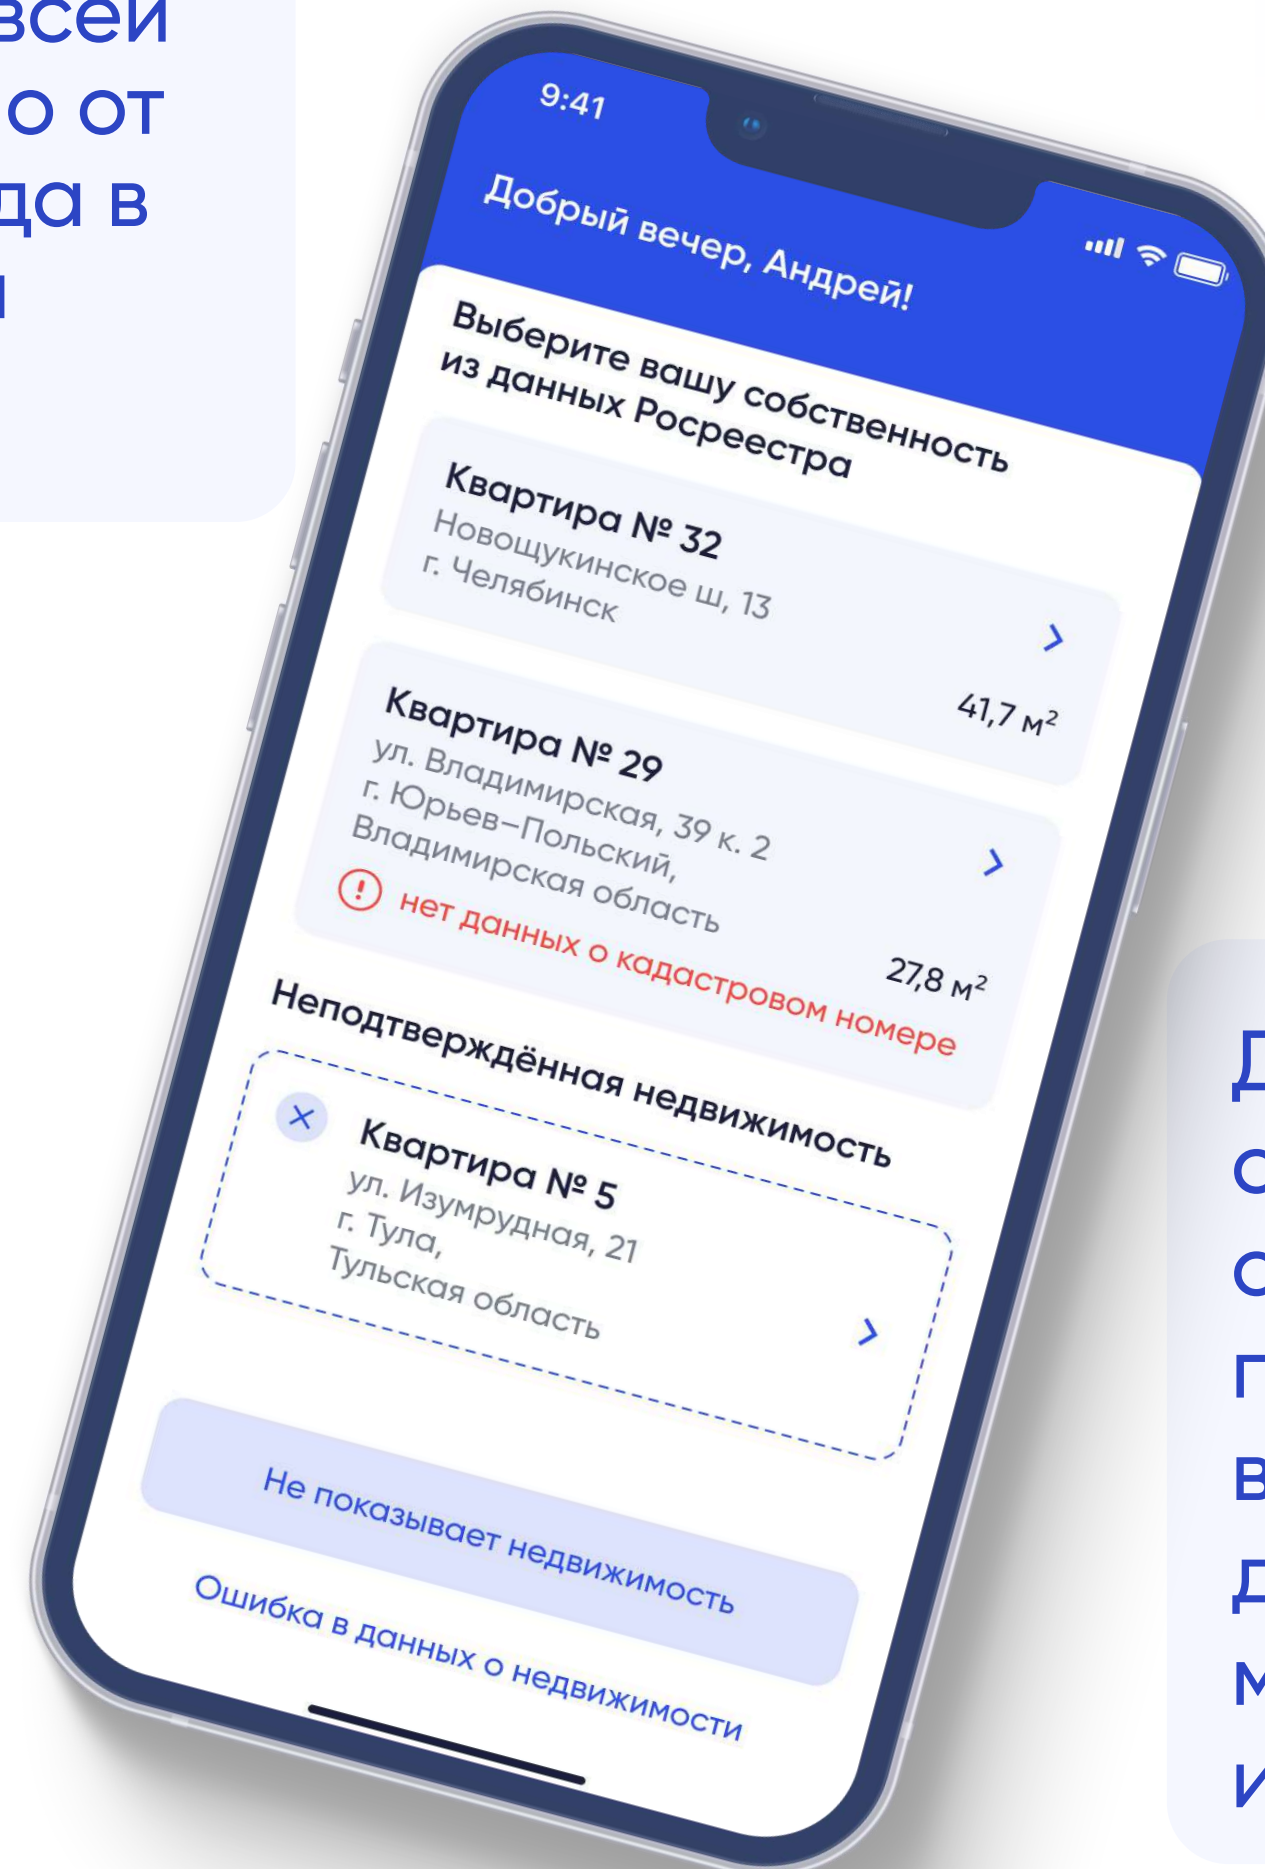 всей
о от
да в
9:41
Добрый вечер, Андрей!
Выберите вашу собственность
из данных Росреестра
Квартира № 32
Новощукинское ш, 13
г. Челябинск
41,7 м²
Квартира № 29
ул. Владимирская, 39 к. 2
г. Юрьев–Польский,
Владимирская область
27,8 м²
нет данных о кадастровом номере
Неподтверждённая недвижимость
Квартира № 5
ул. Изумрудная, 21
г. Тула,
Тульская область
Не показывает недвижимость
Ошибка в данных о недвижимости